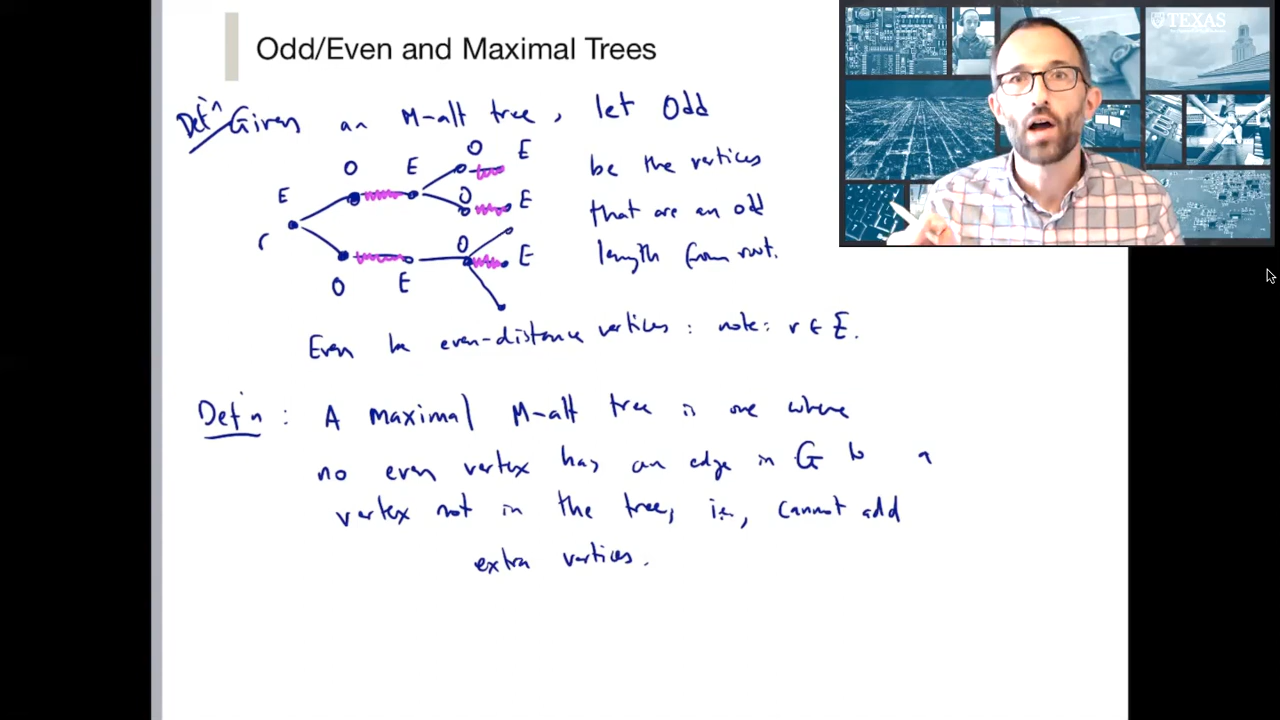 Odd/Even and Maximal Trees
TEXAS
Def'n Given an M-alt tree, let Odd
be the vertices
that are an odd
length from root.
O E
O E
E O E
r
O E
O E
O E
Even be even-distance vertices: note: r ∈ E.
Def'n: A maximal M-alt tree is one where
no even vertex has an edge in G to a
vertex not in the tree, i.e., cannot add
extra vertices.